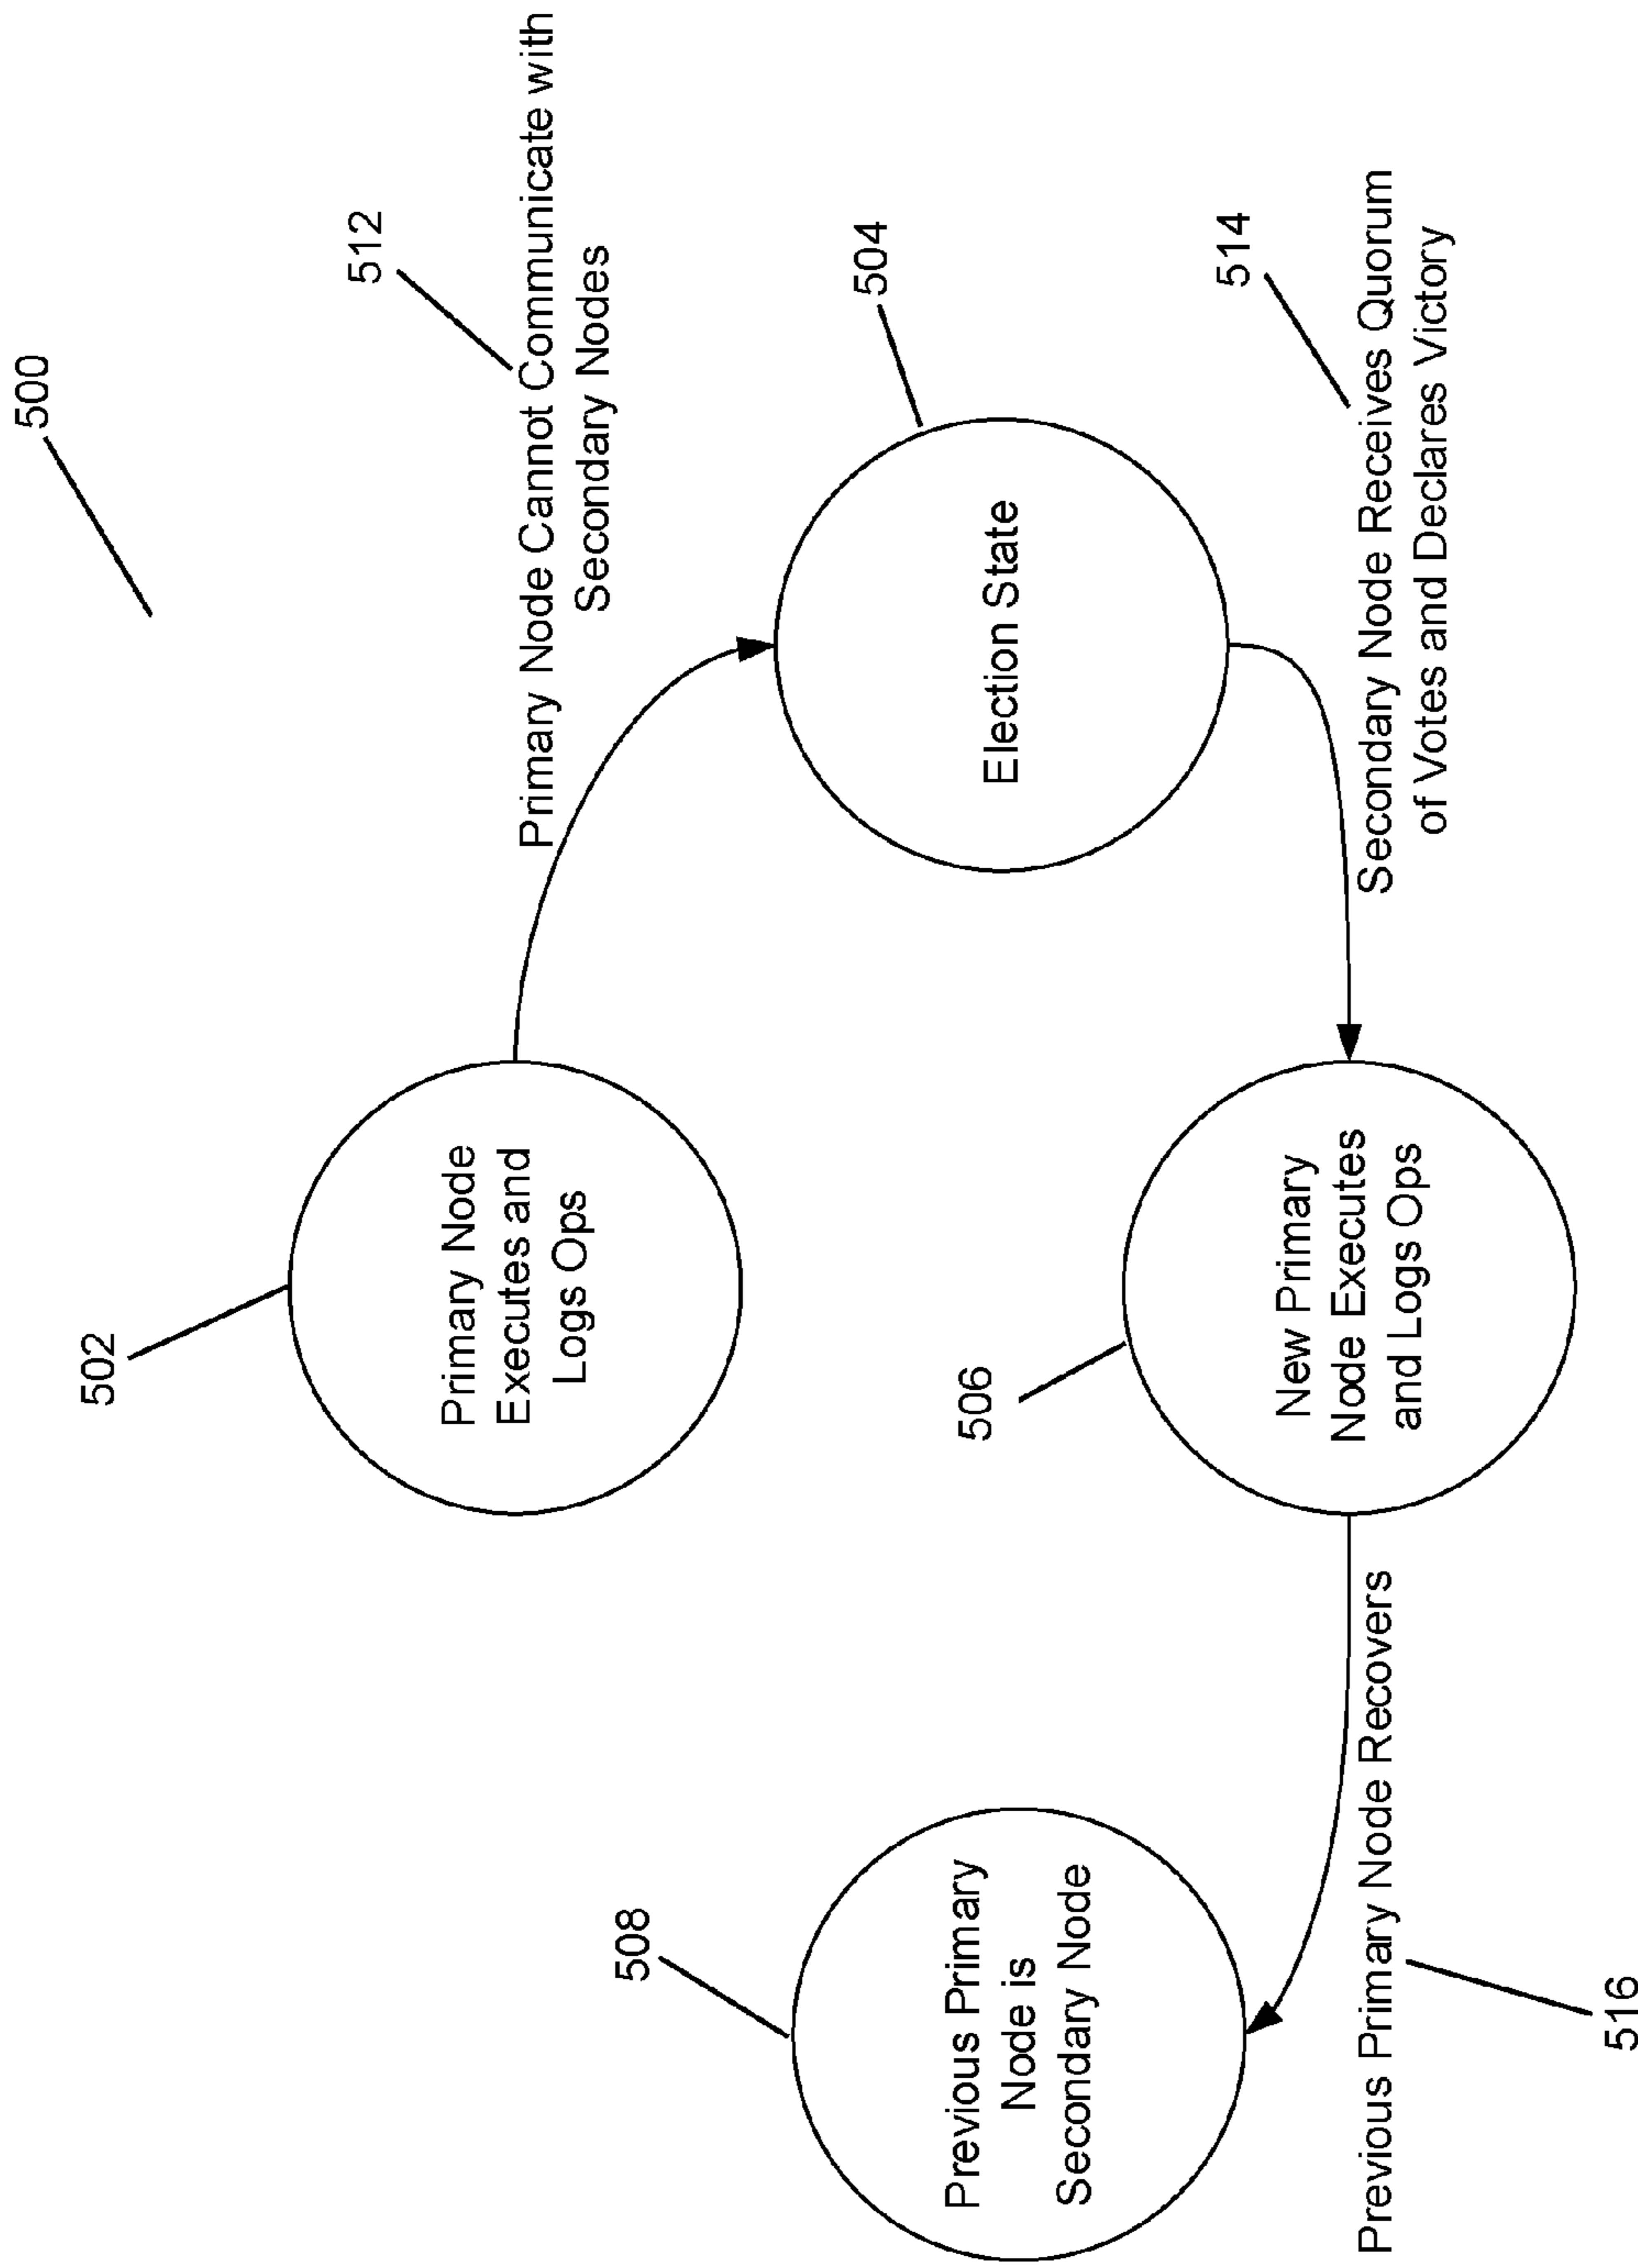 500
502
Primary Node
Executes and
Logs Ops
512
Primary Node Cannot Communicate with
Secondary Nodes
504
Election State
514
Secondary Node Receives Quorum
of Votes and Declares Victory
506
New Primary
Node Executes
and Logs Ops
516
Previous Primary Node Recovers
508
Previous Primary
Node is
Secondary Node